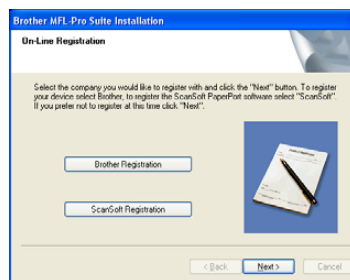 Brother MFL-Pro Suite Installation
On-Line Registration
Select the company you would like to register with and click the "Next" button. To register
your device select Brother, to register the ScanSoft PaperPort software select "ScanSoft".
If you prefer not to register at this time click "Next".
Brother Registration
ScanSoft Registration
< Back
Next >
Cancel